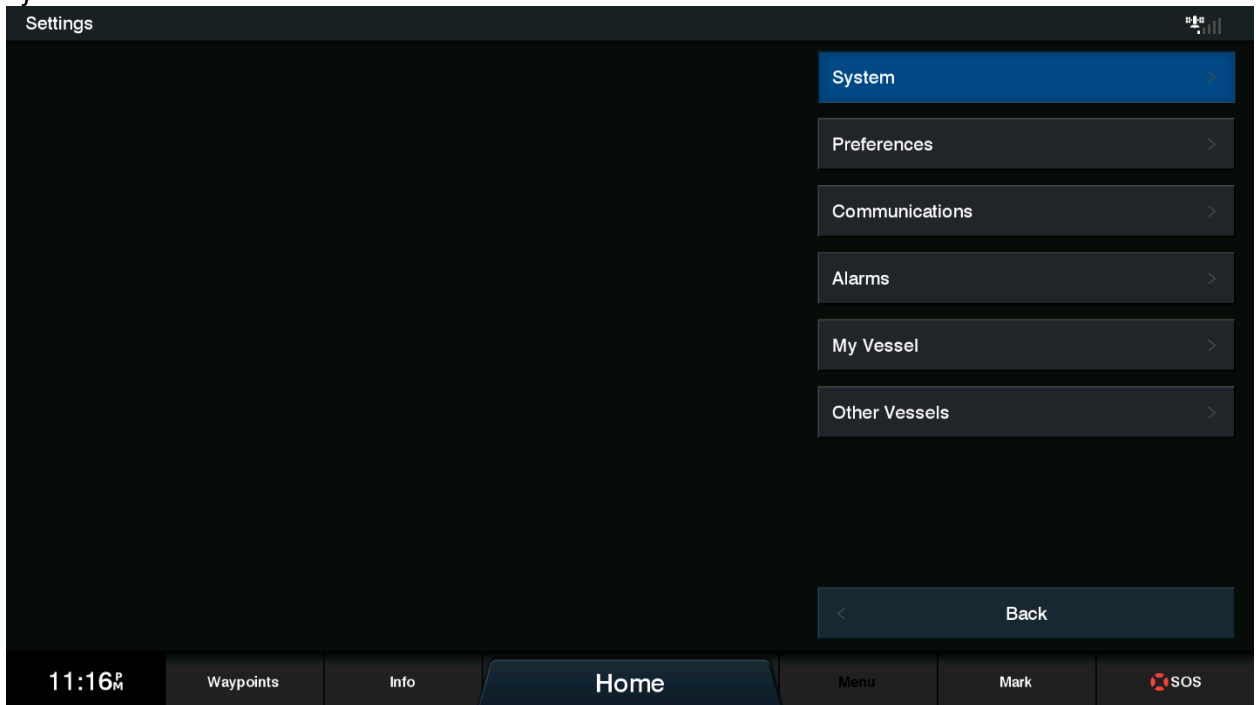 Settings
System
Preferences
Communications
Alarms
My Vessel
Other Vessels
Back
11:16PM Waypoints Info Home Menu Mark SOS